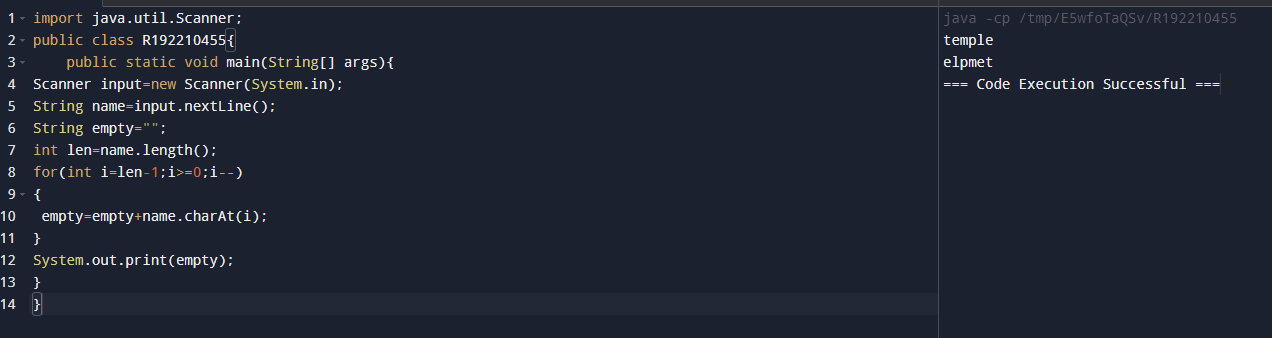 1 import java.util.Scanner;
2 public class R192210455{
3     public static void main(String[] args){
4 Scanner input=new Scanner(System.in);
5 String name=input.nextLine();
6 String empty="";
7 int len=name.length();
8 for(int i=len-1;i>=0;i--)
9 {
10  empty=empty+name.charAt(i);
11 }
12 System.out.print(empty);
13 }
14 }
java -cp /tmp/E5wfoTaQSv/R192210455
temple
elpmet
=== Code Execution Successful ===